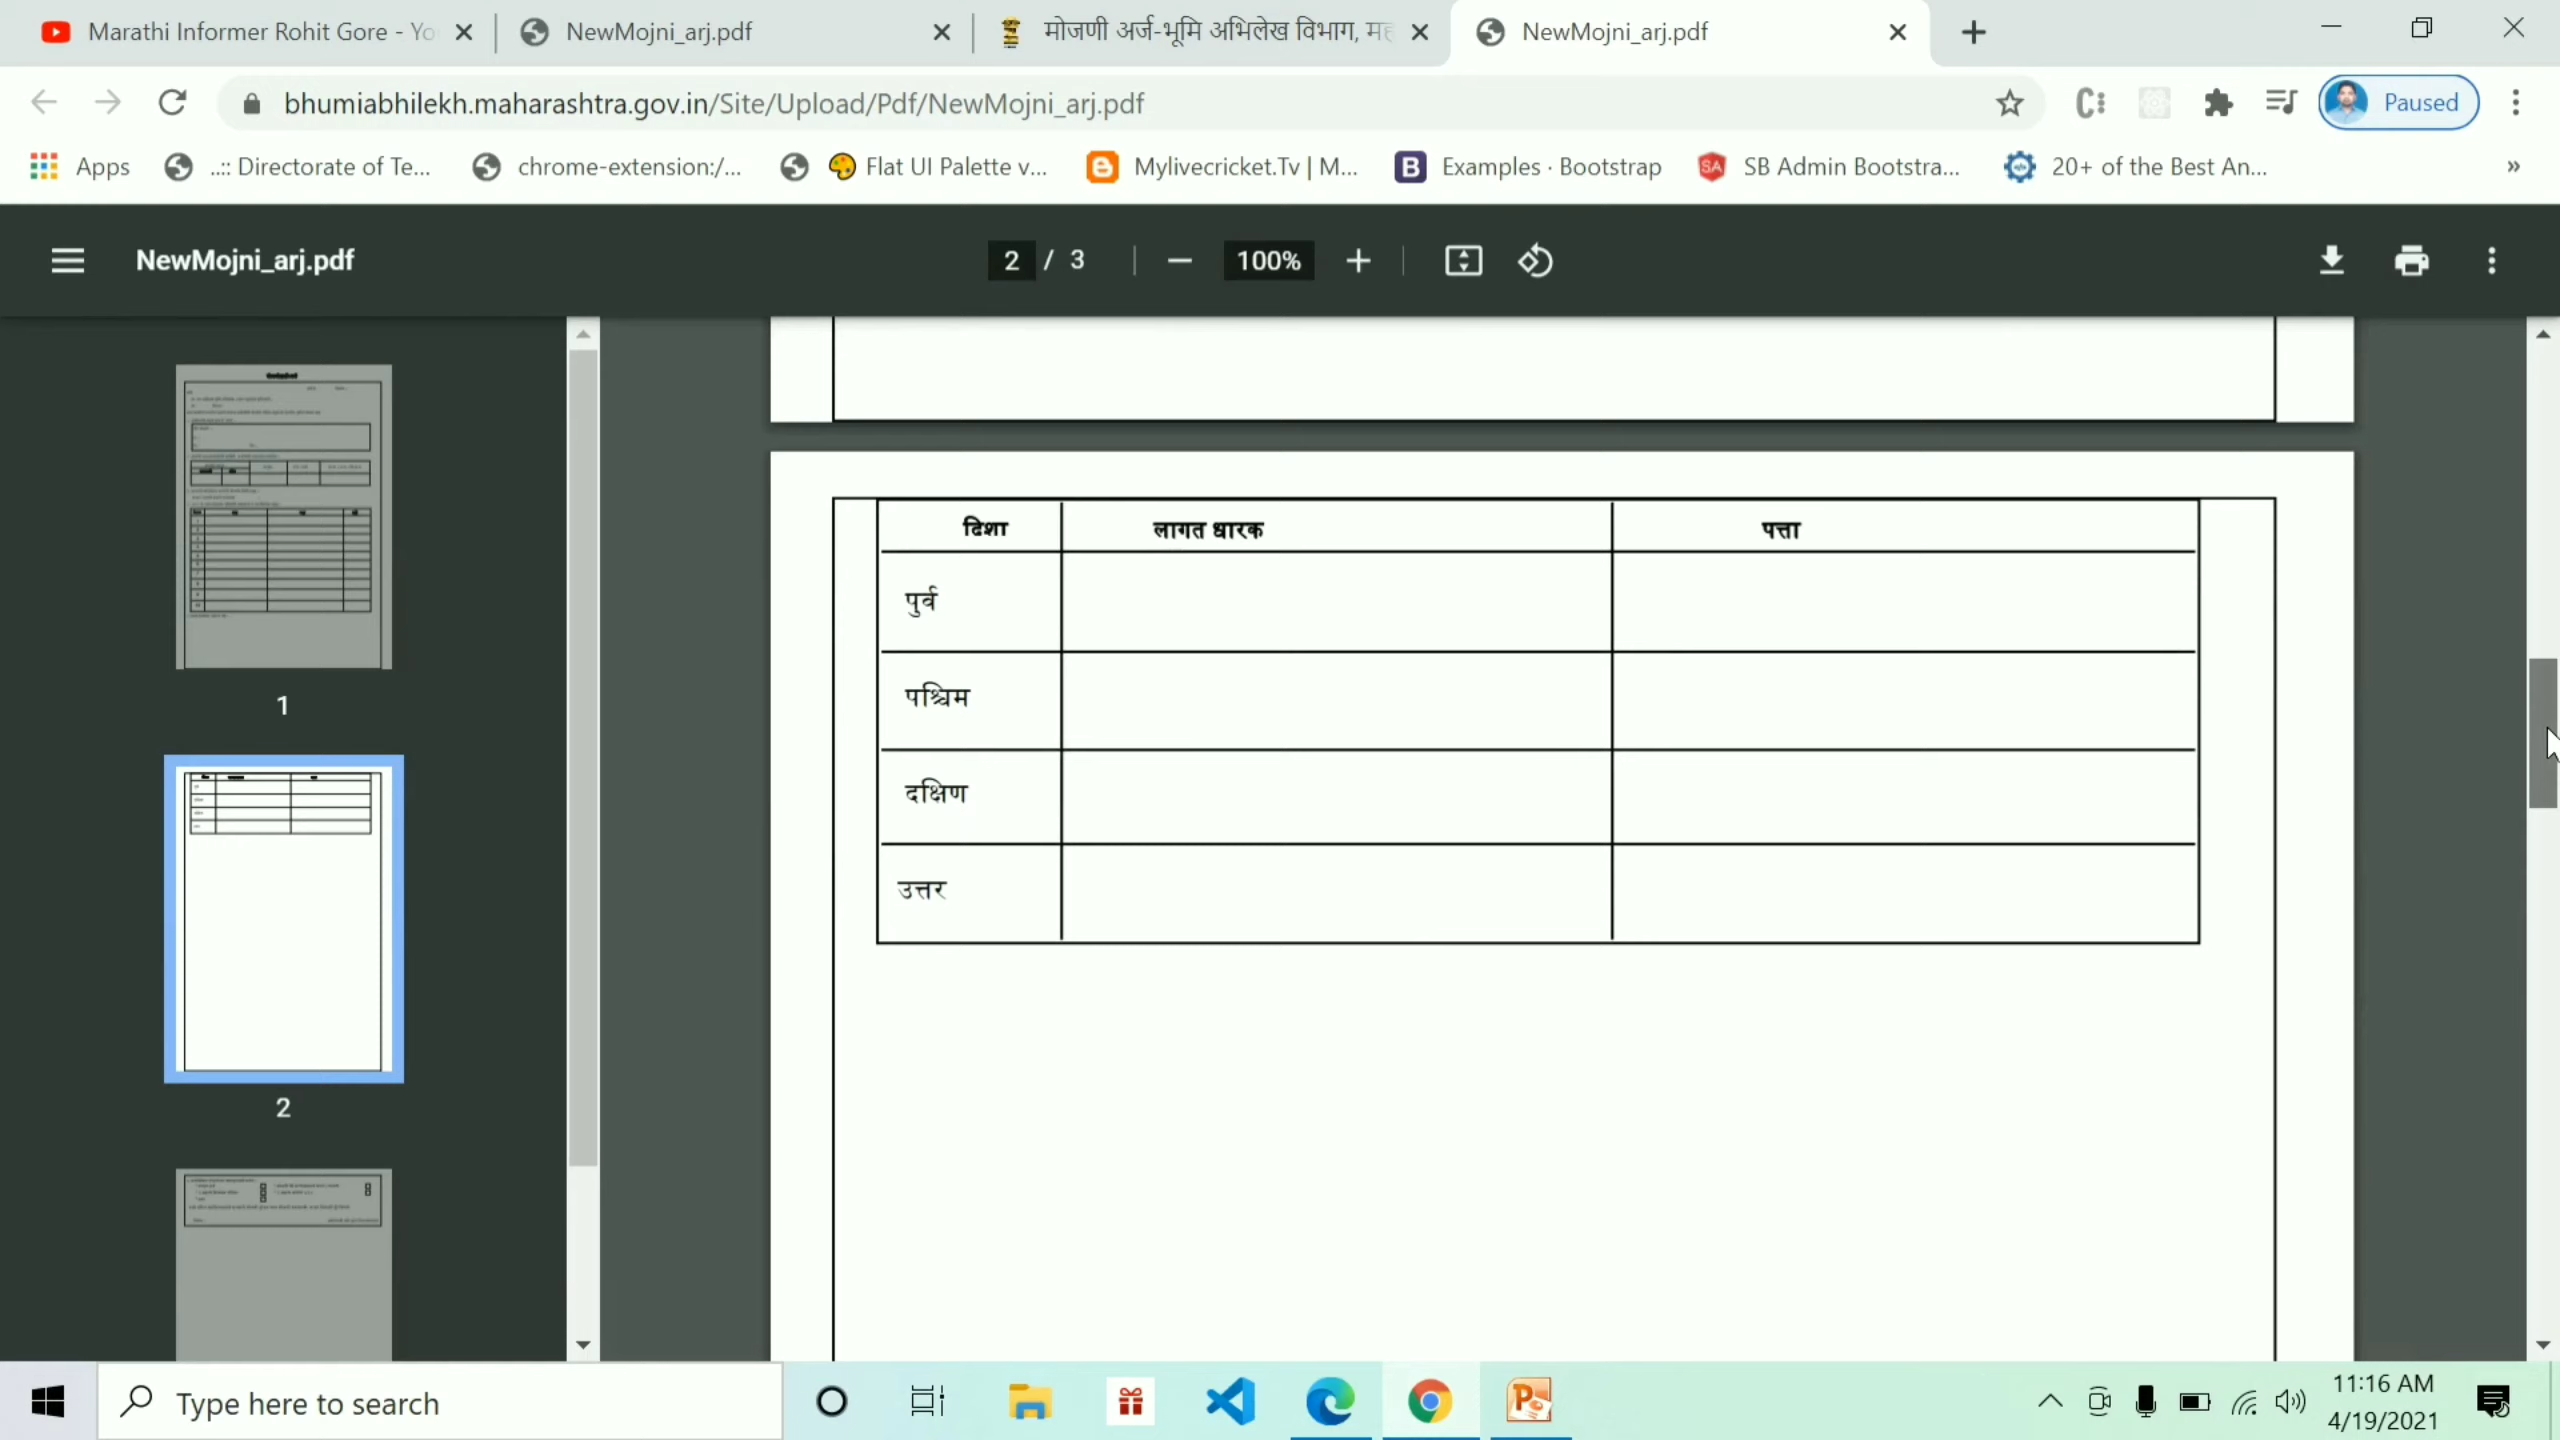 Marathi Informer Rohit Gore - Yo
NewMojni_arj.pdf
मोजणी अर्ज-भूमि अभिलेख विभाग, मह
NewMojni_arj.pdf
bhumiabhilekh.maharashtra.gov.in/Site/Upload/Pdf/NewMojni_arj.pdf
Paused
Apps
..:: Directorate of Te...
chrome-extension:/...
Flat UI Palette v...
Mylivecricket.Tv | M...
Examples · Bootstrap
SB Admin Bootstra...
20+ of the Best An...
»
NewMojni_arj.pdf
2 / 3
100%
1
2
दिशा लागत धारक पत्ता
पुर्व
पश्चिम
दक्षिण
उत्तर
Type here to search
11:16 AM
4/19/2021